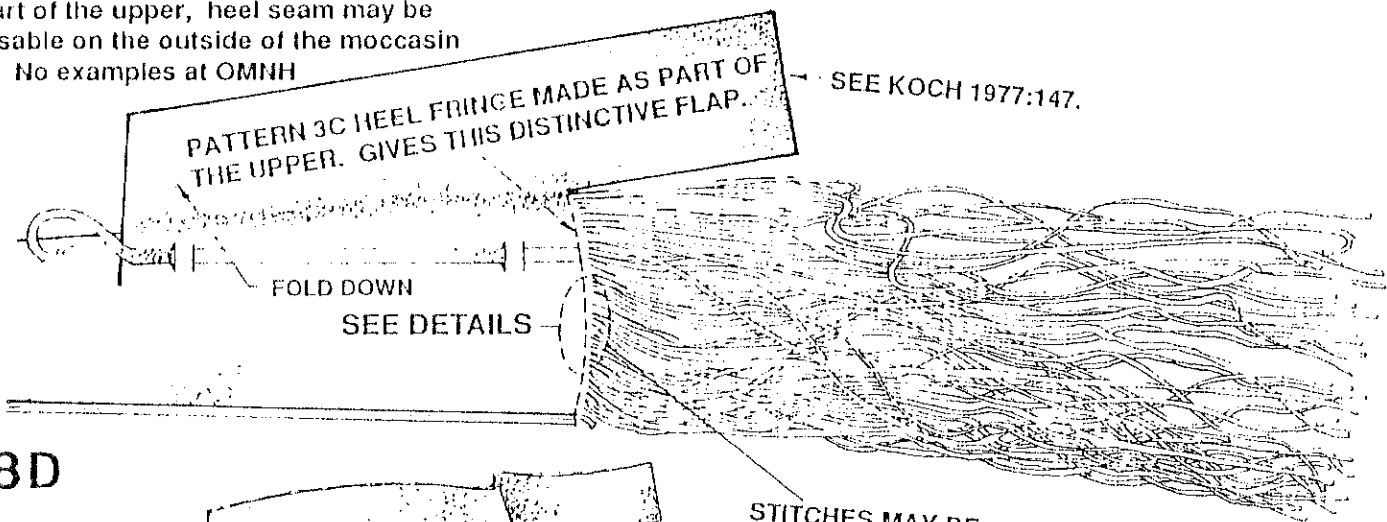 art of the upper, heel seam may be
sable on the outside of the moccasin
No examples at OMNH
PATTERN 3C HEEL FRINGE MADE AS PART OF
THE UPPER. GIVES THIS DISTINCTIVE FLAP.
SEE KOCH 1977:147.
FOLD DOWN
SEE DETAILS
3D
STITCHES MAY BE